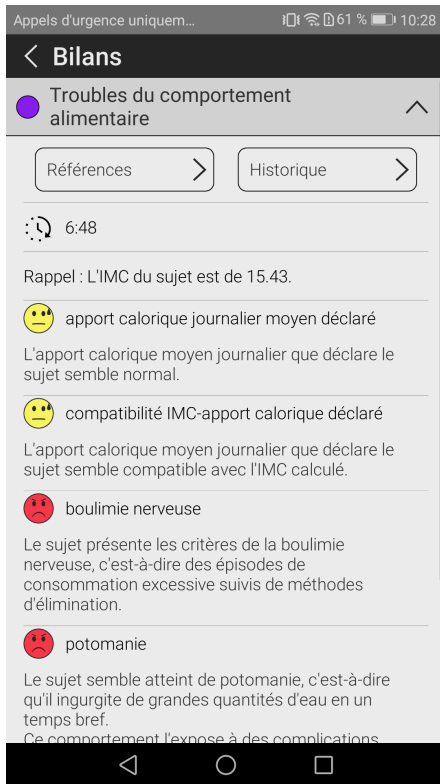 Appels d'urgence uniquem... 61 % 10:28
Bilans
Troubles du comportement
alimentaire
Références
Historique
6:48
Rappel : L'IMC du sujet est de 15.43.
apport calorique journalier moyen déclaré
L'apport calorique moyen journalier que déclare le
sujet semble normal.
compatibilité IMC-apport calorique déclaré
L'apport calorique moyen journalier que déclare le
sujet semble compatible avec l'IMC calculé.
boulimie nerveuse
Le sujet présente les critères de la boulimie
nerveuse, c'est-à-dire des épisodes de
consommation excessive suivis de méthodes
d'élimination.
potomanie
Le sujet semble atteint de potomanie, c'est-à-dire
qu'il ingurgite de grandes quantités d'eau en un
temps bref.
Ce comportement l'expose à des complications